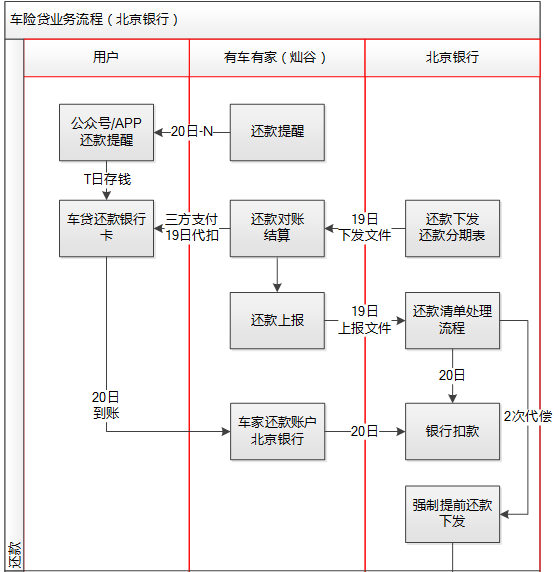 车险贷业务流程（北京银行）
用户
有车有家（灿谷）
北京银行
公众号/APP
还款提醒
20日-N
还款提醒
T日存钱
车贷还款银行
卡
三方支付
19日代扣
还款对账
结算
19日
下发文件
还款下发
还款分期表
还款上报
19日
上报文件
还款清单处理
流程
20日
20日
到账
车家还款账户
北京银行
20日
银行扣款
2次代偿
强制提前还款
下发
还款